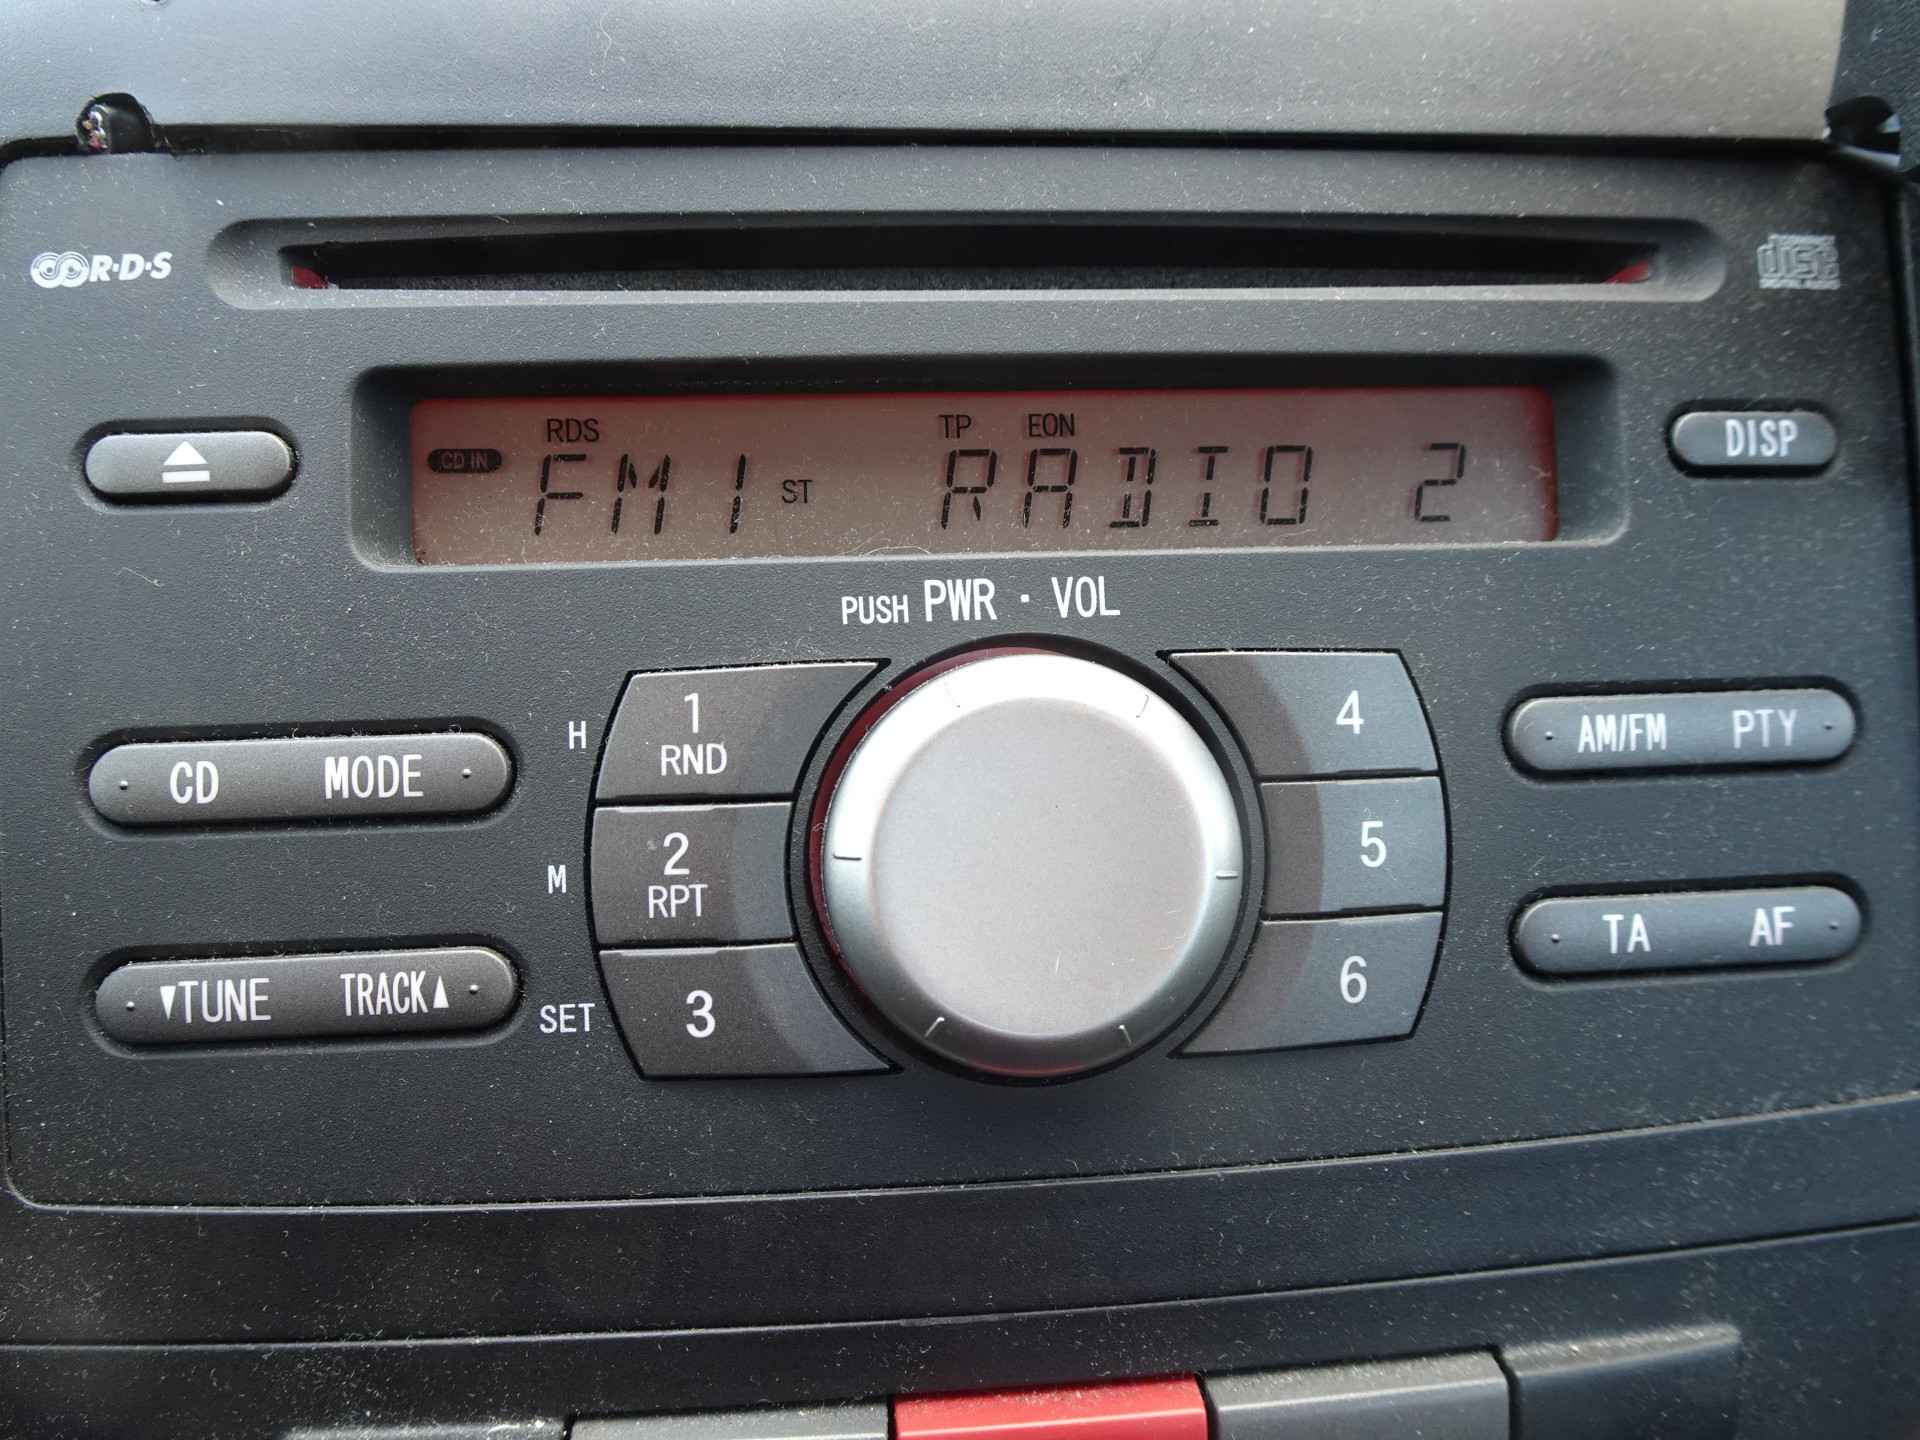 R·D·S
disc
RDS TP EON
CD IN FM1 ST RADIO 2
DISP
PUSH PWR · VOL
H 1 RND
4
AM/FM PTY
CD MODE
M 2 RPT
5
TA AF
▼TUNE TRACK▲
SET 3
6